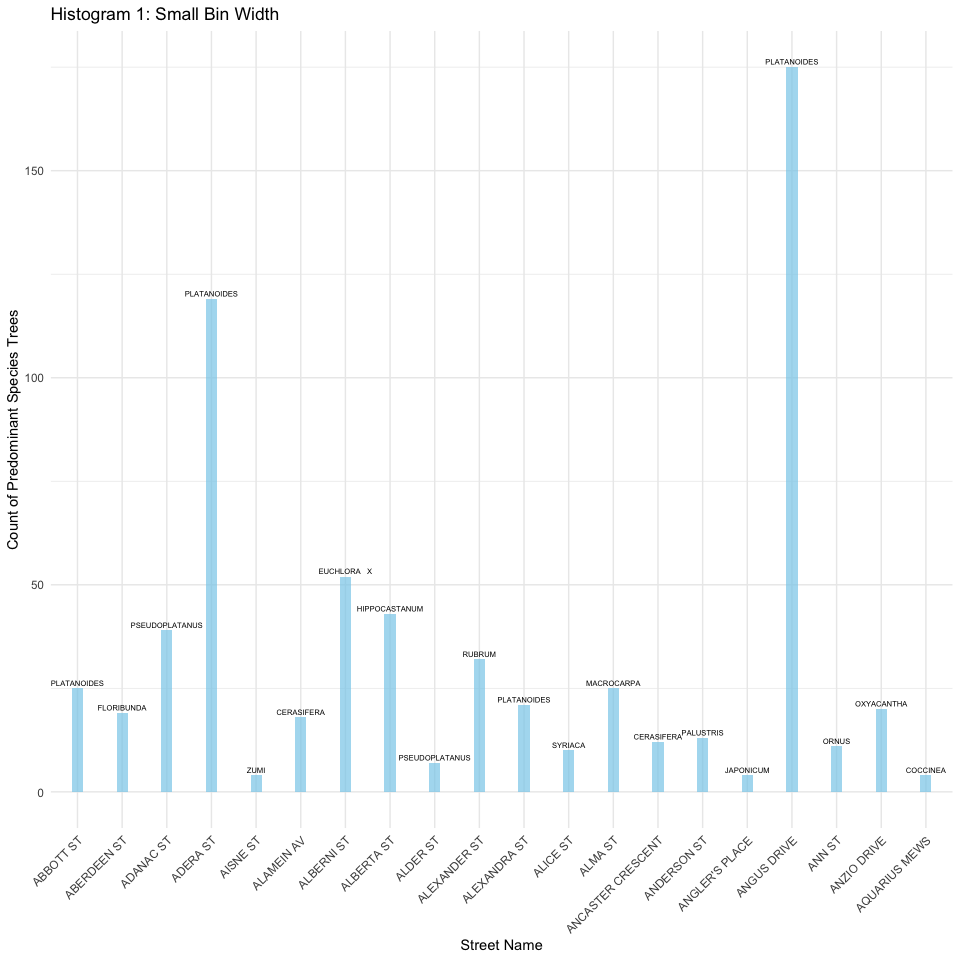 Histogram 1: Small Bin Width
Count of Predominant Species Trees
150
100
50
0
PLATANOIDES
FLORIBUNDA
PSEUDOPLATANUS
PLATANOIDES
ZUMI
CERASIFERA
EUCHLORA X
HIPPOCASTANUM
PSEUDOPLATANUS
RUBRUM
PLATANOIDES
SYRIACA
MACROCARPA
CERASIFERA
PALUSTRIS
JAPONICUM
PLATANOIDES
ORNUS
OXYACANTHA
COCCINEA
ABBOTT ST
ABERDEEN ST
ADANAC ST
ADERA ST
AISNE ST
ALAMEIN AV
ALBERNI ST
ALBERTA ST
ALDER ST
ALEXANDER ST
ALEXANDRA ST
ALICE ST
ALMA ST
ANCASTER CRESCENT
ANDERSON ST
ANGLER'S PLACE
ANGUS DRIVE
ANN ST
ANZIO DRIVE
AQUARIUS MEWS
Street Name